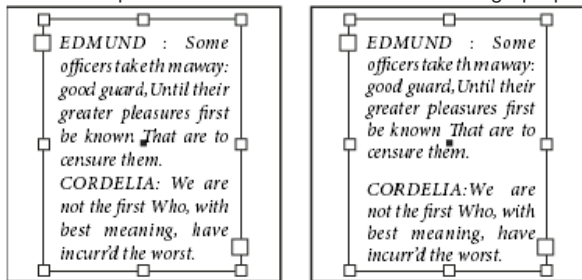 EDMUND : Some
officers take th m away:
good guard, Until their
greater pleasures first
be known That are to
censure them.
CORDELIA: We are
not the first Who, with
best meaning, have
incurr'd the worst.
EDMUND : Some
officers take th m away:
good guard, Until their
greater pleasures first
be known That are to
censure them.
CORDELIA: We are
not the first Who, with
best meaning, have
incurr'd the worst.